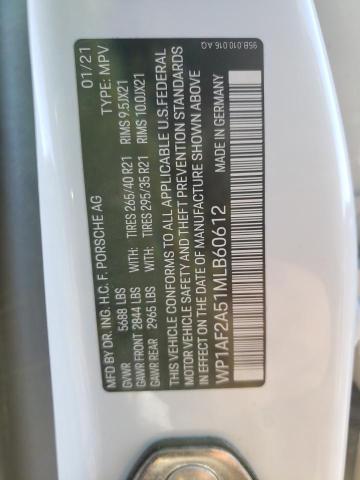 95B.010.016 AG
MFD BY DR. ING. H.C. F. PORSCHE AG 01/21
GVWR 5688 LBS TYPE: MPV
GAWR FRONT 2844 LBS WITH: TIRES 265/40 R21 RIMS 9.5JX21
GAWR REAR 2965 LBS WITH: TIRES 295/35 R21 RIMS 10.0JX21
THIS VEHICLE CONFORMS TO ALL APPLICABLE U.S.FEDERAL
MOTOR VEHICLE SAFETY AND THEFT PREVENTION STANDARDS
IN EFFECT ON THE DATE OF MANUFACTURE SHOWN ABOVE
WP1AF2A51MLB60612 MADE IN GERMANY